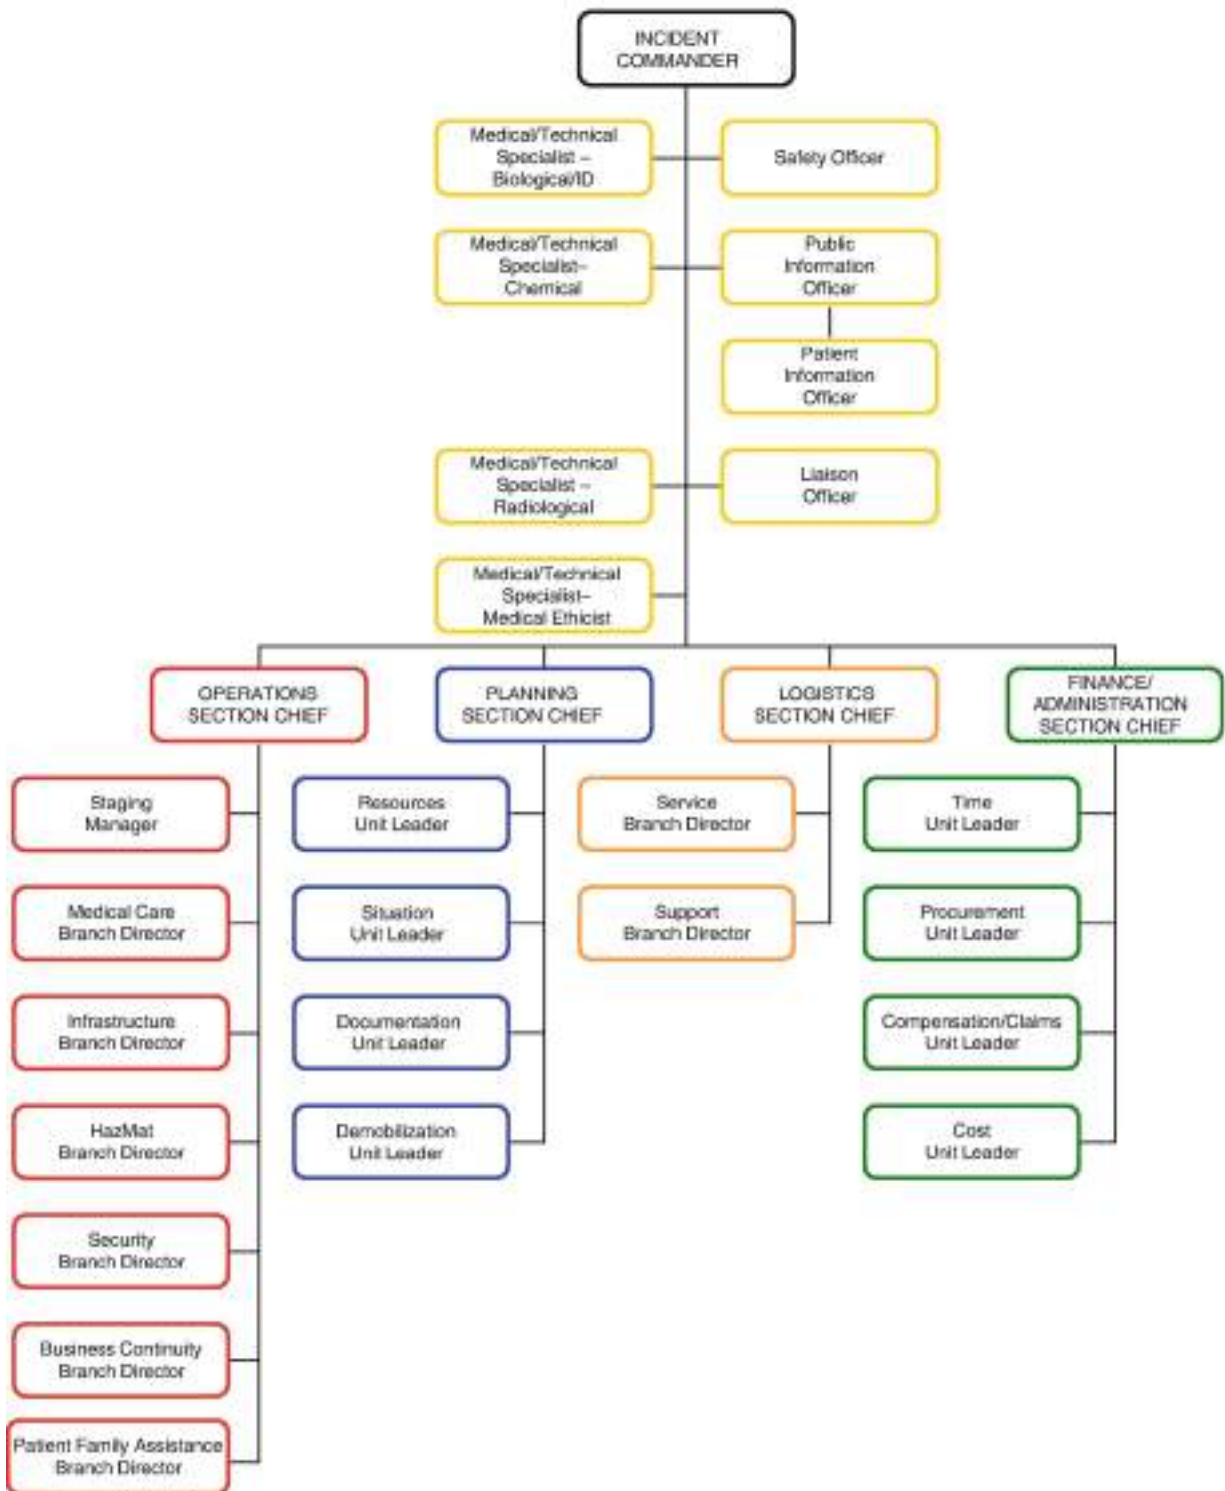 INCIDENT
COMMANDER
Medical/Technical
Specialist –
Biological/ID
Safety Officer
Medical/Technical
Specialist–
Chemical
Public
Information
Officer
Patient
Information
Officer
Medical/Technical
Specialist –
Radiological
Liaison
Officer
Medical/Technical
Specialist–
Medical Ethicist
OPERATIONS
SECTION CHIEF
PLANNING
SECTION CHIEF
LOGISTICS
SECTION CHIEF
FINANCE/
ADMINISTRATION
SECTION CHIEF
Staging
Manager
Medical Care
Branch Director
Infrastructure
Branch Director
HazMat
Branch Director
Security
Branch Director
Business Continuity
Branch Director
Patient Family Assistance
Branch Director
Resources
Unit Leader
Situation
Unit Leader
Documentation
Unit Leader
Demobilization
Unit Leader
Service
Branch Director
Support
Branch Director
Time
Unit Leader
Procurement
Unit Leader
Compensation/Claims
Unit Leader
Cost
Unit Leader